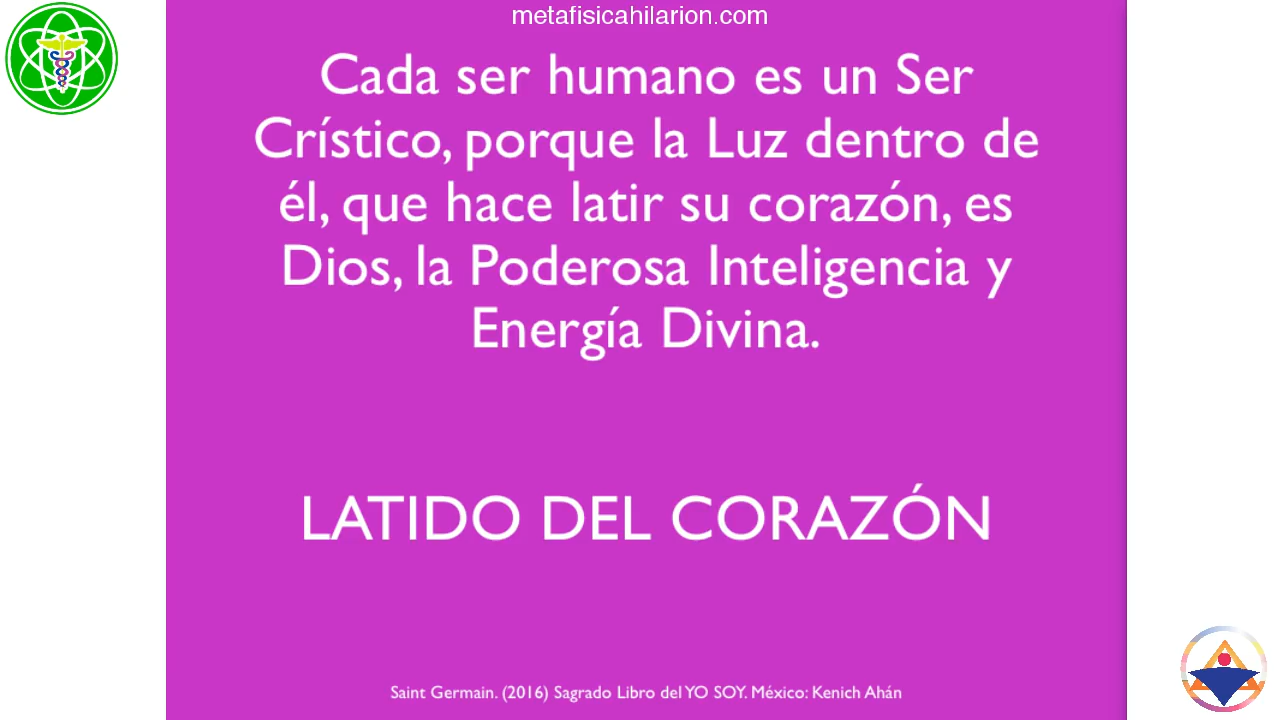 metafisicahilarion.com
Cada ser humano es un Ser
Crístico, porque la Luz dentro de
él, que hace latir su corazón, es
Dios, la Poderosa Inteligencia y
Energía Divina.
LATIDO DEL CORAZÓN
Saint Germain. (2016) Sagrado Libro del YO SOY. México: Kenich Ahán